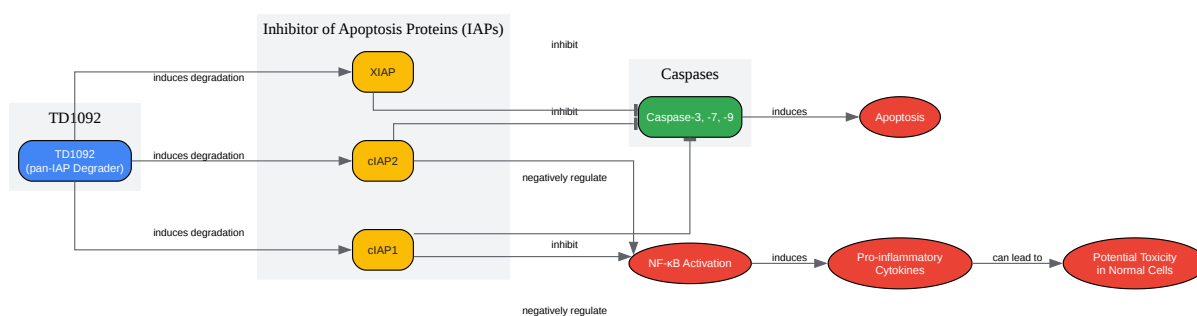 Inhibitor of Apoptosis Proteins (IAPs)
inhibit
XIAP
induces degradation
Caspases
TD1092
inhibit
Caspase-3, -7, -9
induces
Apoptosis
TD1092
(pan-IAP Degrader)
induces degradation
cIAP2
negatively regulate
induces degradation
cIAP1
inhibit
NF-κB Activation
induces
Pro-inflammatory
Cytokines
can lead to
Potential Toxicity
in Normal Cells
negatively regulate